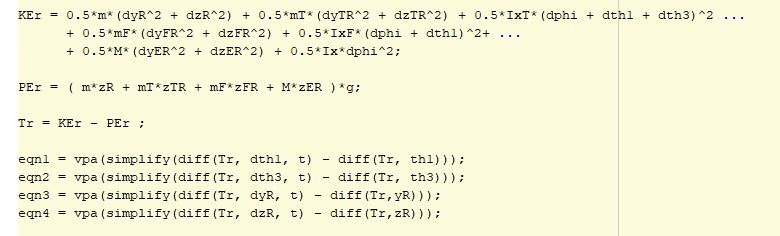 KEr = 0.5*m*(dyR^2 + dzR^2) + 0.5*mT*(dyTR^2 + dzTR^2) + 0.5*IxT*(dphi + dth1 + dth3)^2 ...
+ 0.5*mF*(dyFR^2 + dzFR^2) + 0.5*IxF*(dphi + dth1)^2+ ...
+ 0.5*M*(dyER^2 + dzER^2) + 0.5*Ix*dphi^2;
PEr = ( m*zR + mT*zTR + mF*zFR + M*zER )*g;
Tr = KEr - PEr ;
eqn1 = vpa(simplify(diff(Tr, dth1, t) - diff(Tr, th1)));
eqn2 = vpa(simplify(diff(Tr, dth3, t) - diff(Tr, th3)));
eqn3 = vpa(simplify(diff(Tr, dyR, t) - diff(Tr,yR)));
eqn4 = vpa(simplify(diff(Tr, dzR, t) - diff(Tr,zR)));